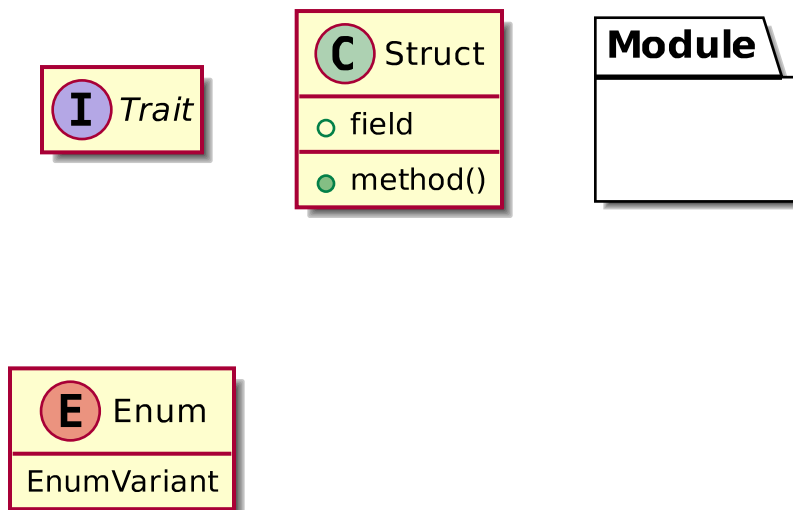 I Trait
C Struct
field
method()
Module
E Enum
EnumVariant